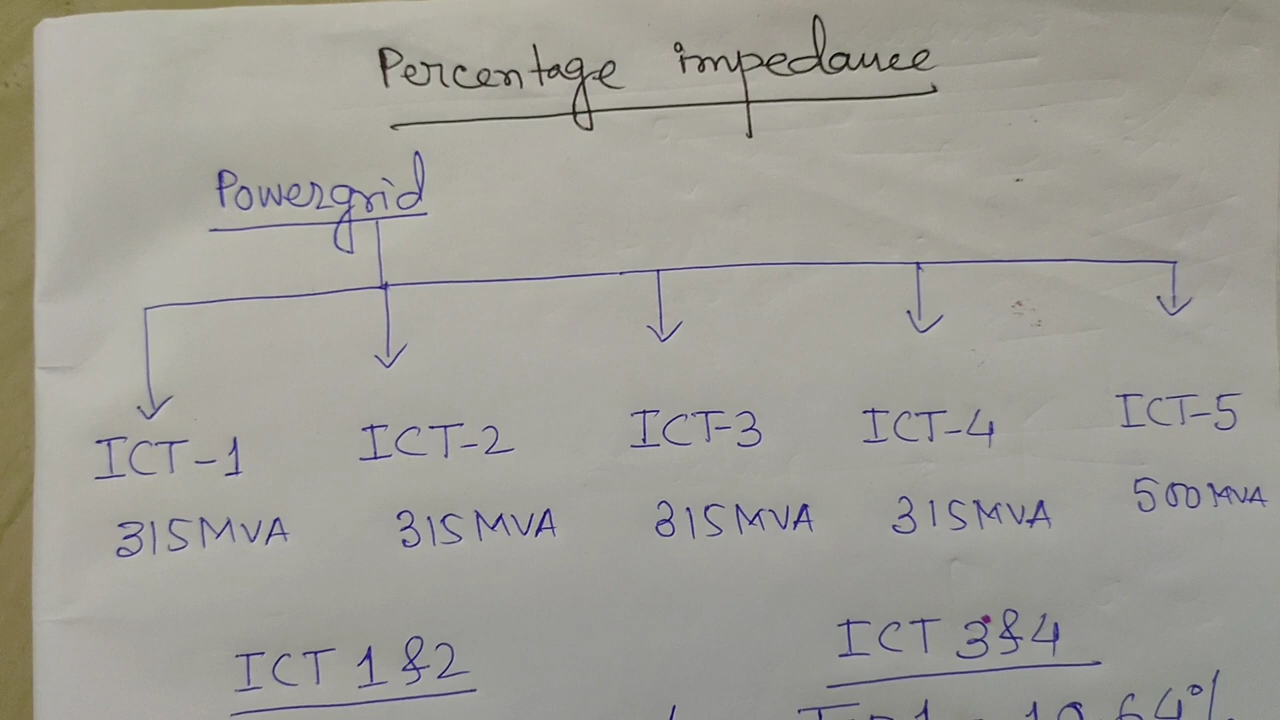 Percentage impedance
Powergrid
ICT-1 ICT-2 ICT-3 ICT-4 ICT-5
315MVA 315MVA 315MVA 315MVA 500MVA
ICT 1&2 ICT 3&4